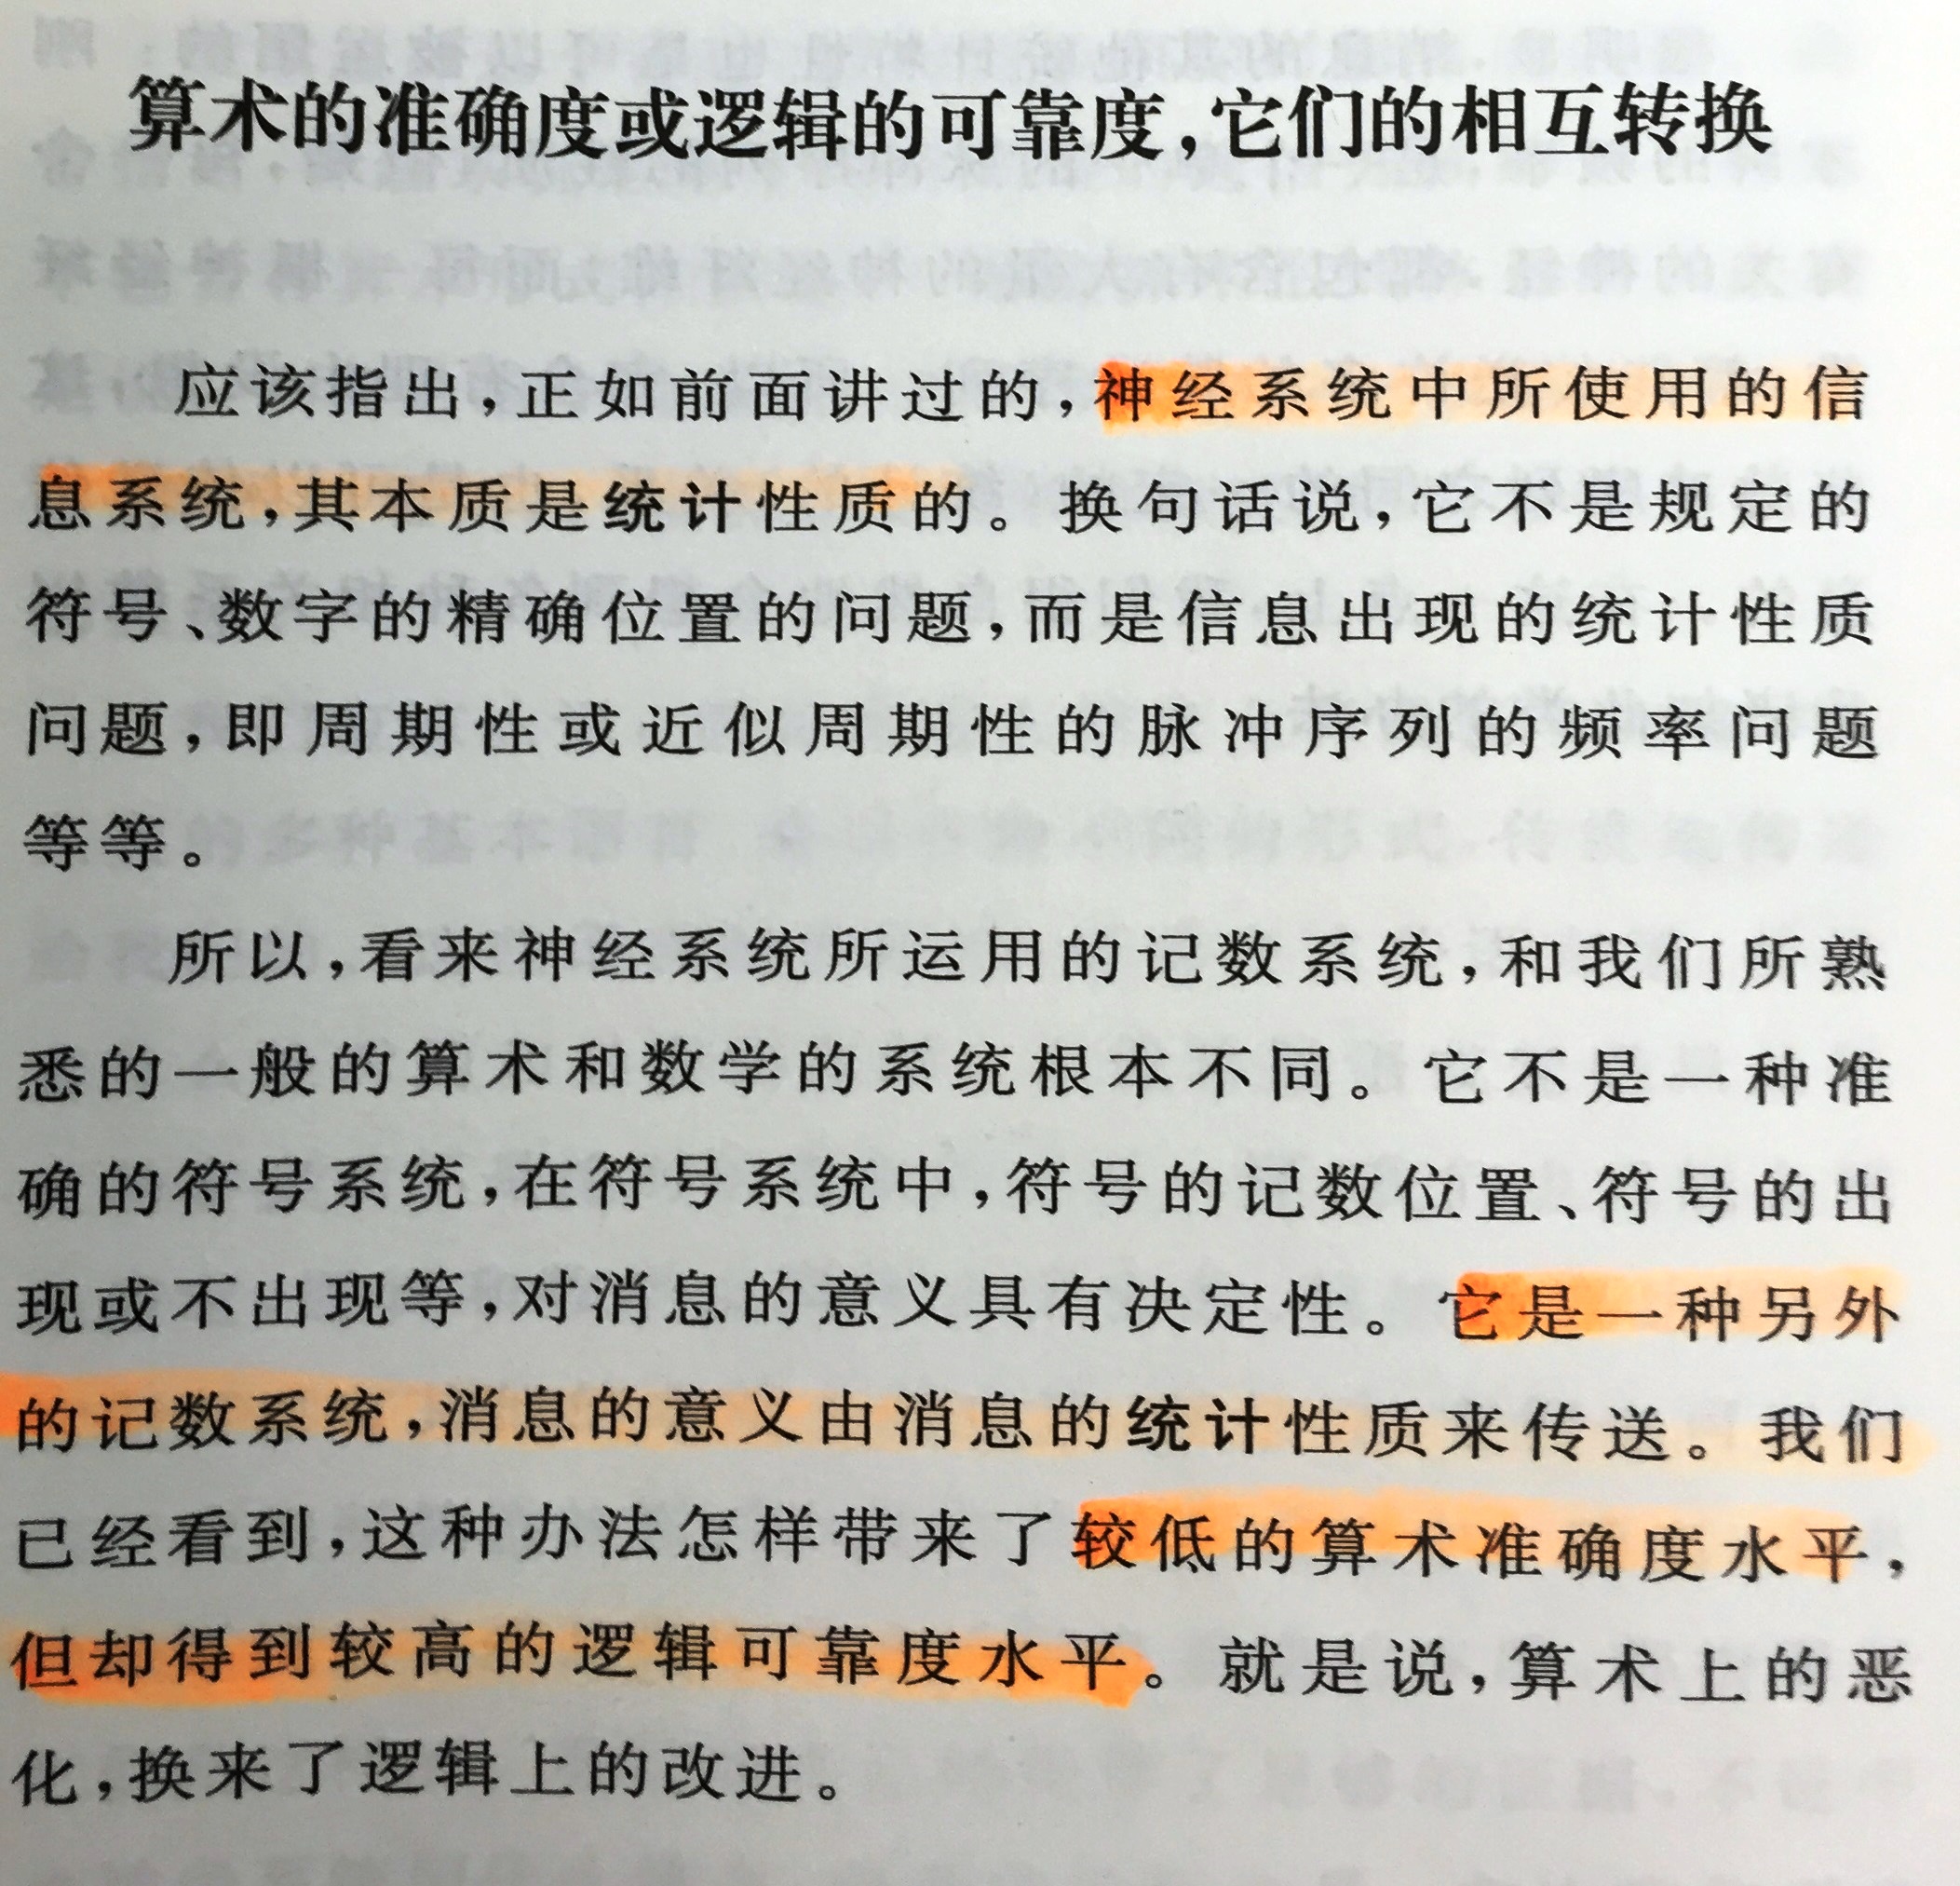 算术的准确度或逻辑的可靠度，它们的相互转换
应该指出，正如前面讲过的，神经系统中所使用的信
息系统，其本质是统计性质的。换句话说，它不是规定的
符号、数字的精确位置的问题，而是信息出现的统计性质
问题，即周期性或近似周期性的脉冲序列的频率问题
等等。
所以，看来神经系统所运用的记数系统，和我们所熟
悉的一般的算术和数学的系统根本不同。它不是一种准
确的符号系统，在符号系统中，符号的记数位置、符号的出
现或不出现等，对消息的意义具有决定性。它是一种另外
的记数系统，消息的意义由消息的统计性质来传送。我们
已经看到，这种办法怎样带来了较低的算术准确度水平，
但却得到较高的逻辑可靠度水平。就是说，算术上的恶
化，换来了逻辑上的改进。